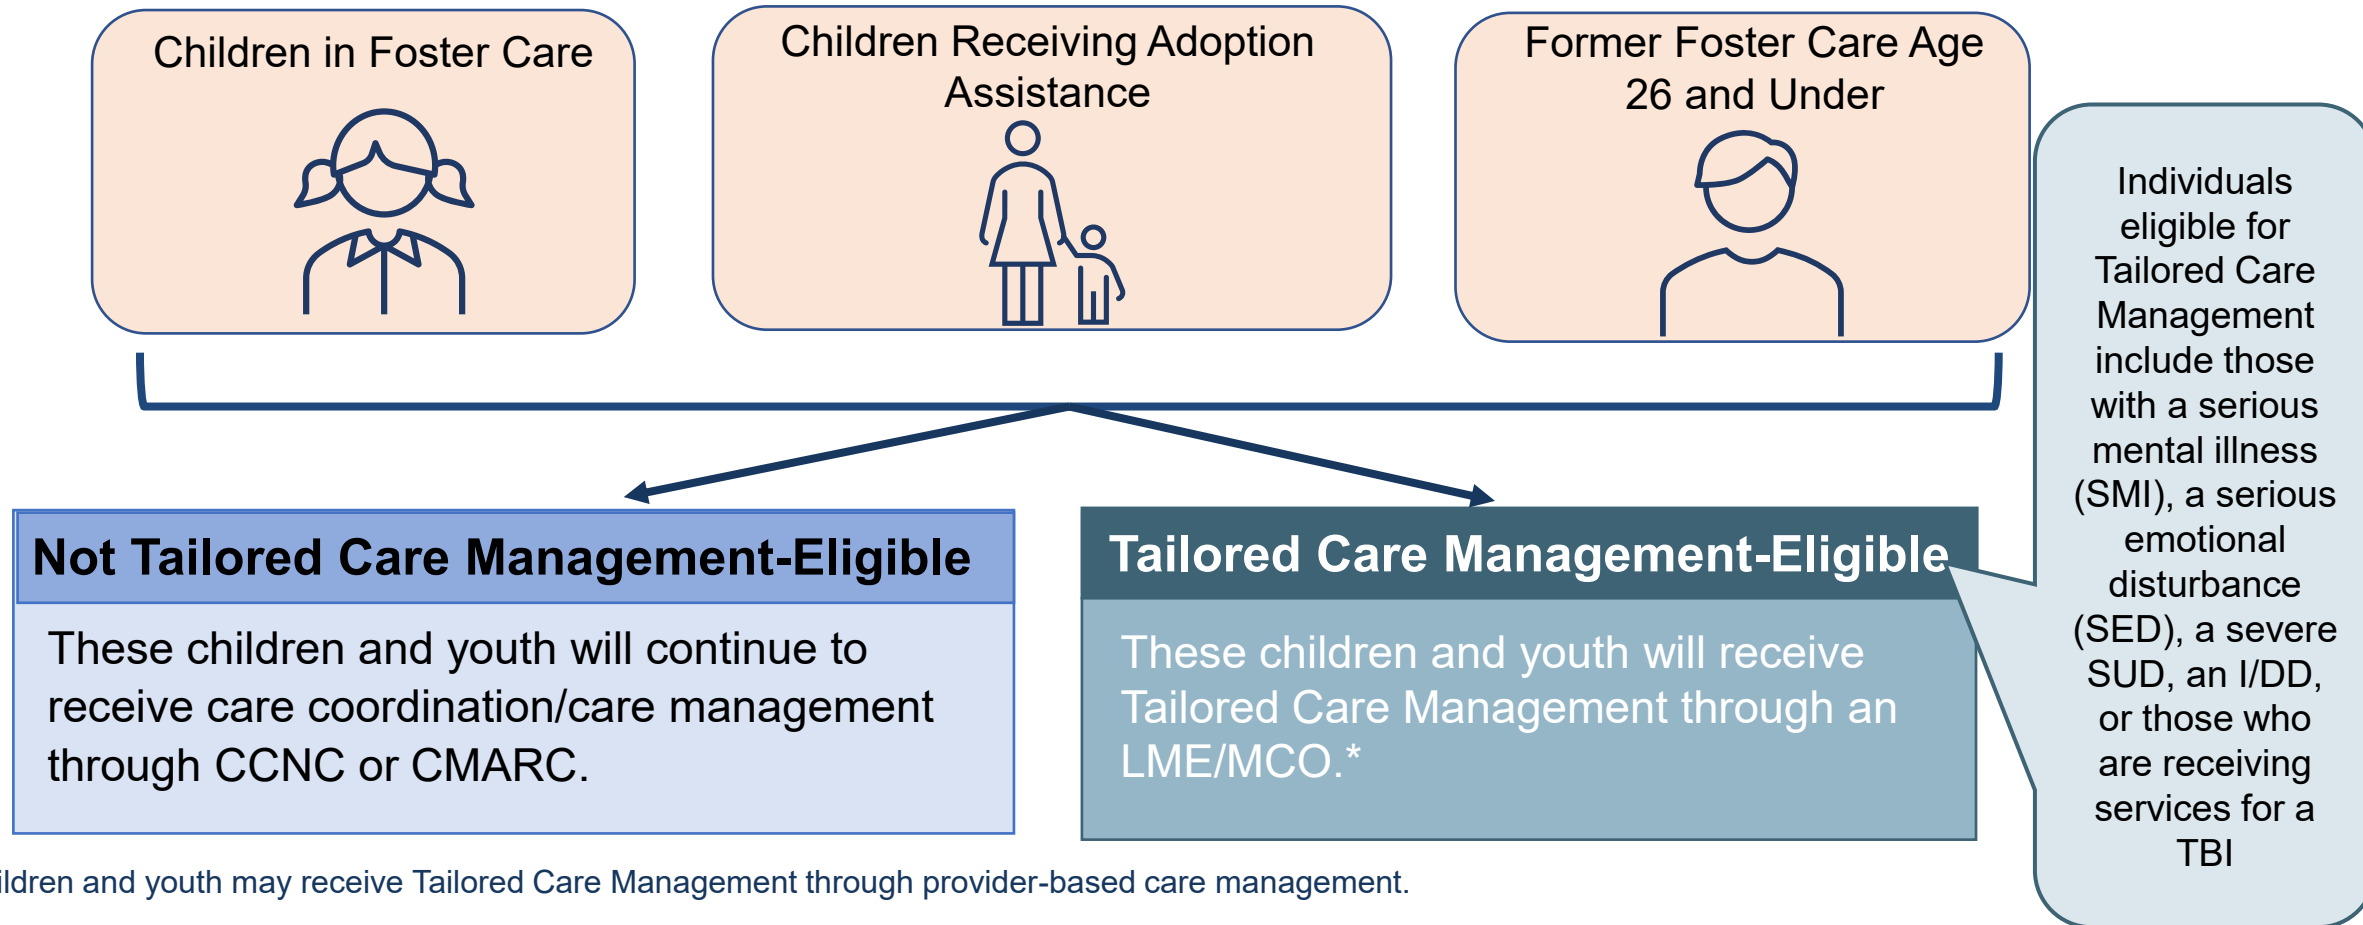 Children in Foster Care
Children Receiving Adoption
Assistance
Former Foster Care Age
26 and Under
Individuals
eligible for
Tailored Care
Management
include those
with a serious
mental illness
(SMI), a serious
emotional
disturbance
(SED), a severe
SUD, an I/DD,
or those who
are receiving
services for a
TBI
Not Tailored Care Management-Eligible
These children and youth will continue to
receive care coordination/care management
through CCNC or CMARC.
Tailored Care Management-Eligible
These children and youth will receive
Tailored Care Management through an
LME/MCO.*
ildren and youth may receive Tailored Care Management through provider-based care management.